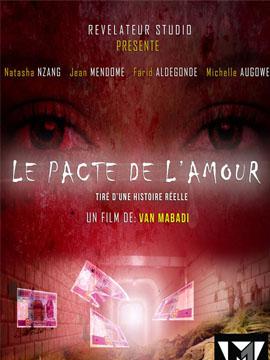 REVELATEUR STUDIO
PRESENTE
Natasha NZANG Jean MENDOME Farid ALDEGONDE Michelle AUGOWE
LE PACTE DE L'AMOUR
TIRÉ D'UNE HISTOIRE RÉELLE
UN FILM DE: VAN MABADI